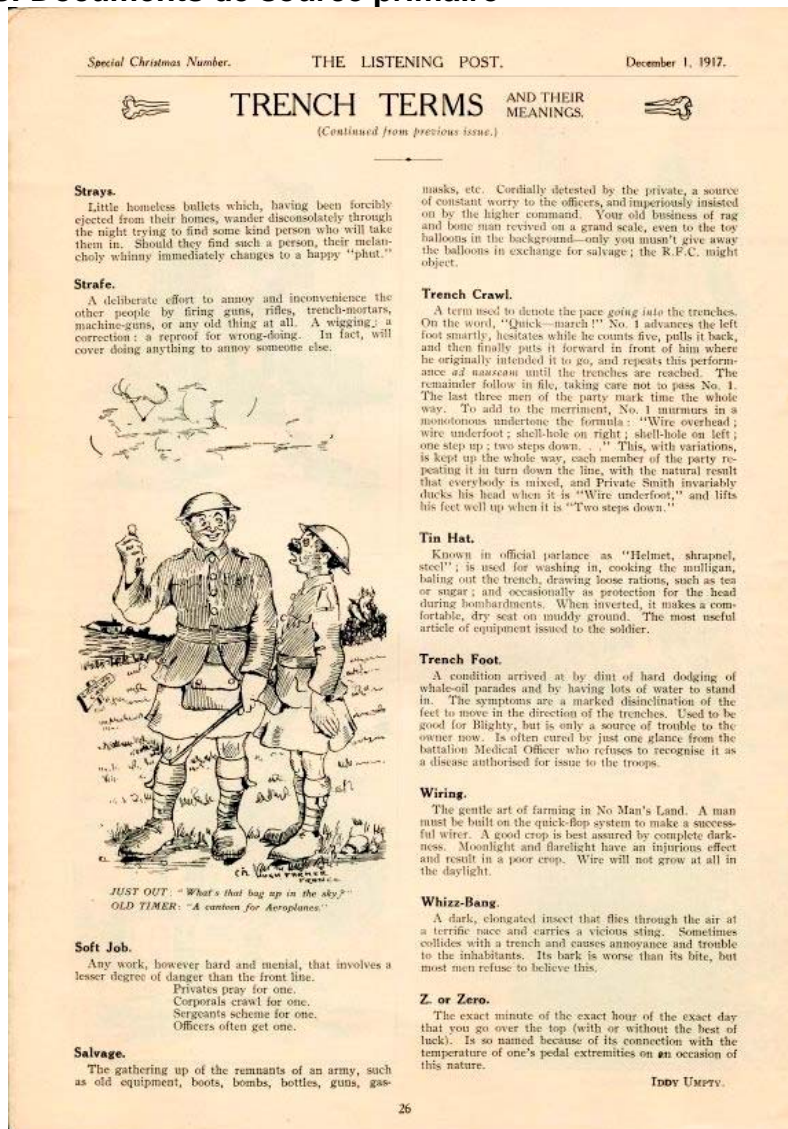 Documents de source primaire
Special Christmas Number.
THE LISTENING POST.
December 1, 1917.
TRENCH TERMS AND THEIR MEANINGS.
(Continued from previous issue.)
Strays.
Little homeless bullets which, having been forcibly
ejected from their homes, wander disconsolately through
the night trying to find some kind person who will take
them in. Should they find such a person, their melan-
choly whinny immediately changes to a happy "phut."
Strafe.
A deliberate effort to annoy and inconvenience the
other people by firing guns, rifles, trench-mortars,
machine-guns, or any old thing at all. A wigging; a
correction: a reproof for wrong-doing. In fact, will
cover doing anything to annoy someone else.
JUST OUT: "What's that bag up in the sky?"
OLD TIMER: "A canteen for Aeroplanes."
Soft Job.
Any work, however hard and menial, that involves a
lesser degree of danger than the front line.
Privates pray for one.
Corporals crawl for one.
Sergeants scheme for one.
Officers often get one.
Salvage.
The gathering up of the remnants of an army, such
as old equipment, boots, bombs, bottles, guns, gas-
masks, etc. Cordially detested by the private, a source
of constant worry to the officers, and imperiously insisted
on by the higher command. Your old business of rag
and bone man revived on a grand scale, even to the toy
balloons in the background—only you musn't give away
the balloons in exchange for salvage; the R.F.C. might
object.
Trench Crawl.
A term used to denote the pace going into the trenches.
On the word, "Quick—march!" No. 1 advances the left
foot smartly, hesitates while he counts five, pulls it back,
and then finally puts it forward in front of him where
he originally intended it to go, and repeats this perform-
ance ad nauseam until the trenches are reached. The
remainder follow in file, taking care not to pass No. 1.
The last three men of the party mark time the whole
way. To add to the merriment, No. 1 murmurs in a
monotonous undertone the formula: "Wire overhead;
wire underfoot; shell-hole on right; shell-hole on left;
one step up; two steps down. . ." This, with variations,
is kept up the whole way, each member of the party re-
peating it in turn down the line, with the natural result
that everybody is mixed, and Private Smith invariably
ducks his head when it is "Wire underfoot," and lifts
his feet well up when it is "Two steps down."
Tin Hat.
Known in official parlance as "Helmet, shrapnel,
steel"; is used for washing in, cooking the mulligan,
baling out the trench, drawing loose rations, such as tea
or sugar; and occasionally as protection for the head
during bombardments. When inverted, it makes a com-
fortable, dry seat on muddy ground. The most useful
article of equipment issued to the soldier.
Trench Foot.
A condition arrived at by dint of hard dodging of
whale-oil parades and by having lots of water to stand
in. The symptoms are a marked disinclination of the
feet to move in the direction of the trenches. Used to be
good for Blighty, but is only a source of trouble to the
owner now. Is often cured by just one glance from the
battalion Medical Officer who refuses to recognise it as
a disease authorised for issue to the troops.
Wiring.
The gentle art of farming in No Man's Land. A man
must be built on the quick-flop system to make a success-
ful wirer. A good crop is best assured by complete dark-
ness. Moonlight and flarelight have an injurious effect
and result in a poor crop. Wire will not grow at all in
the daylight.
Whizz-Bang.
A dark, elongated insect that flies through the air at
a terrific pace and carries a vicious sting. Sometimes
collides with a trench and causes annoyance and trouble
to the inhabitants. Its bark is worse than its bite, but
most men refuse to believe this.
Z. or Zero.
The exact minute of the exact hour of the exact day
that you go over the top (with or without the best of
luck). Is so named because of its connection with the
temperature of one's pedal extremities on an occasion of
this nature.
IDDY UMPTY.
26